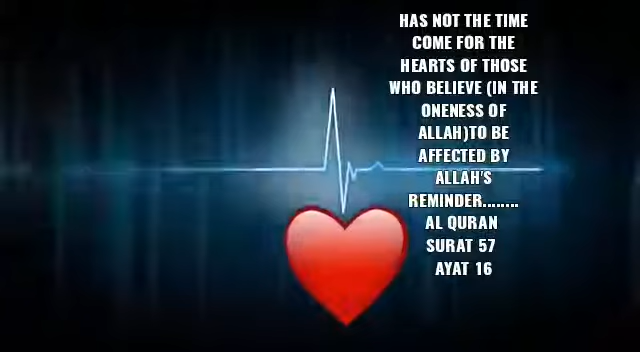 HAS NOT THE TIME
COME FOR THE
HEARTS OF THOSE
WHO BELIEVE (IN THE
ONENESS OF
ALLAH)TO BE
AFFECTED BY
ALLAH'S
REMINDER........
AL QURAN
SURAT 57
AYAT 16